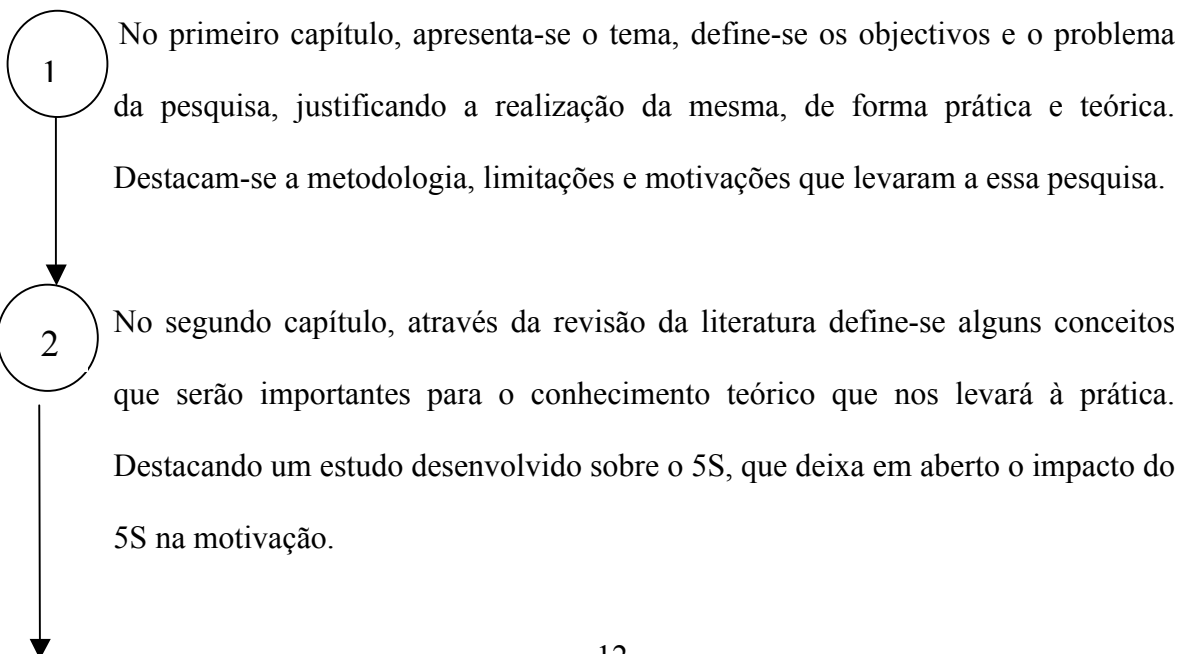 No primeiro capítulo, apresenta-se o tema, define-se os objectivos e o problema
1
da pesquisa, justificando a realização da mesma, de forma prática e teórica.
Destacam-se a metodologia, limitações e motivações que levaram a essa pesquisa.
No segundo capítulo, através da revisão da literatura define-se alguns conceitos
2
que serão importantes para o conhecimento teórico que nos levará à prática.
Destacando um estudo desenvolvido sobre o 5S, que deixa em aberto o impacto do
5S na motivação.
12